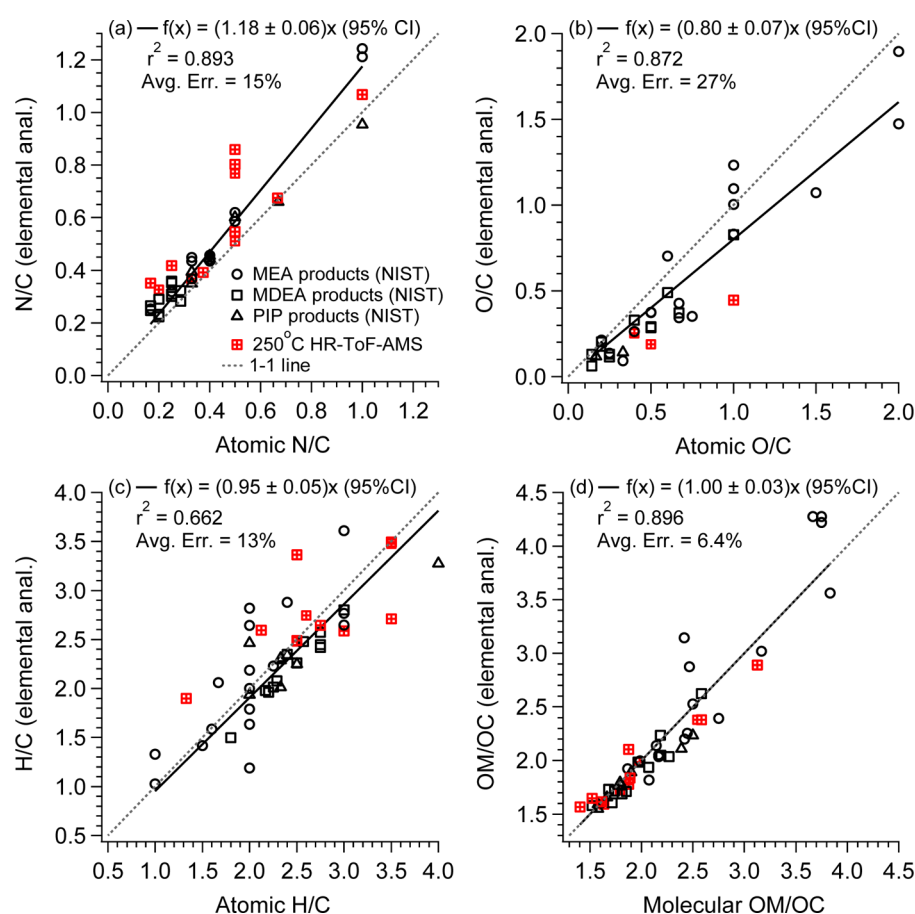 (a) — f(x) = (1.18 ± 0.06)x (95% CI)
r² = 0.893
Avg. Err. = 15%
1.2
1.0
0.8
0.6
0.4
0.2
0.0
N/C (elemental anal.)
MEA products (NIST)
MDEA products (NIST)
PIP products (NIST)
250°C HR-ToF-AMS
1-1 line
0.0 0.2 0.4 0.6 0.8 1.0 1.2
Atomic N/C
(b) — f(x) = (0.80 ± 0.07)x (95% CI)
r² = 0.872
Avg. Err. = 27%
2.0
1.5
1.0
0.5
0.0
O/C (elemental anal.)
0.0 0.5 1.0 1.5 2.0
Atomic O/C
(c) — f(x) = (0.95 ± 0.05)x (95%CI)
r² = 0.662
Avg. Err. = 13%
4.0
3.5
3.0
2.5
2.0
1.5
1.0
0.5
H/C (elemental anal.)
0.5 1.0 1.5 2.0 2.5 3.0 3.5 4.0
Atomic H/C
(d) — f(x) = (1.00 ± 0.03)x (95%CI)
r² = 0.896
Avg. Err. = 6.4%
4.5
4.0
3.5
3.0
2.5
2.0
1.5
OM/OC (elemental anal.)
1.5 2.0 2.5 3.0 3.5 4.0 4.5
Molecular OM/OC